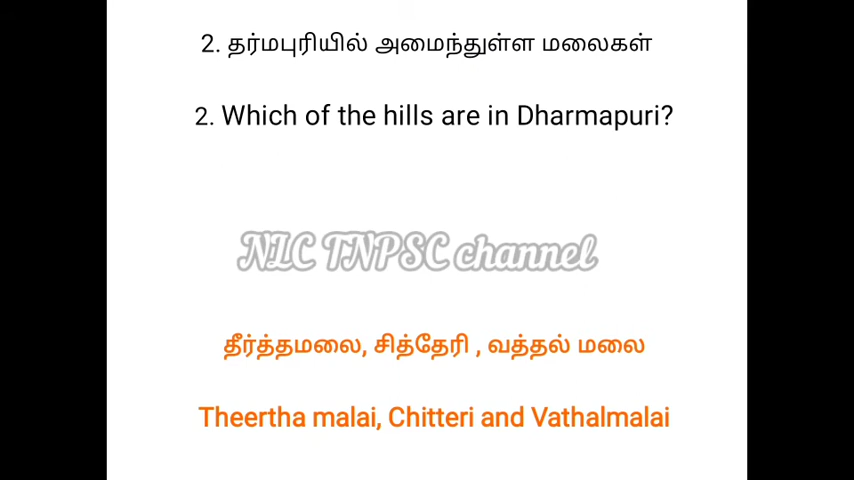 2. தர்மபுரியில் அமைந்துள்ள மலைகள்
2. Which of the hills are in Dharmapuri?
NLC TNPSC channel
தீர்த்தமலை, சித்தேரி , வத்தல் மலை
Theertha malai, Chitteri and Vathalmalai